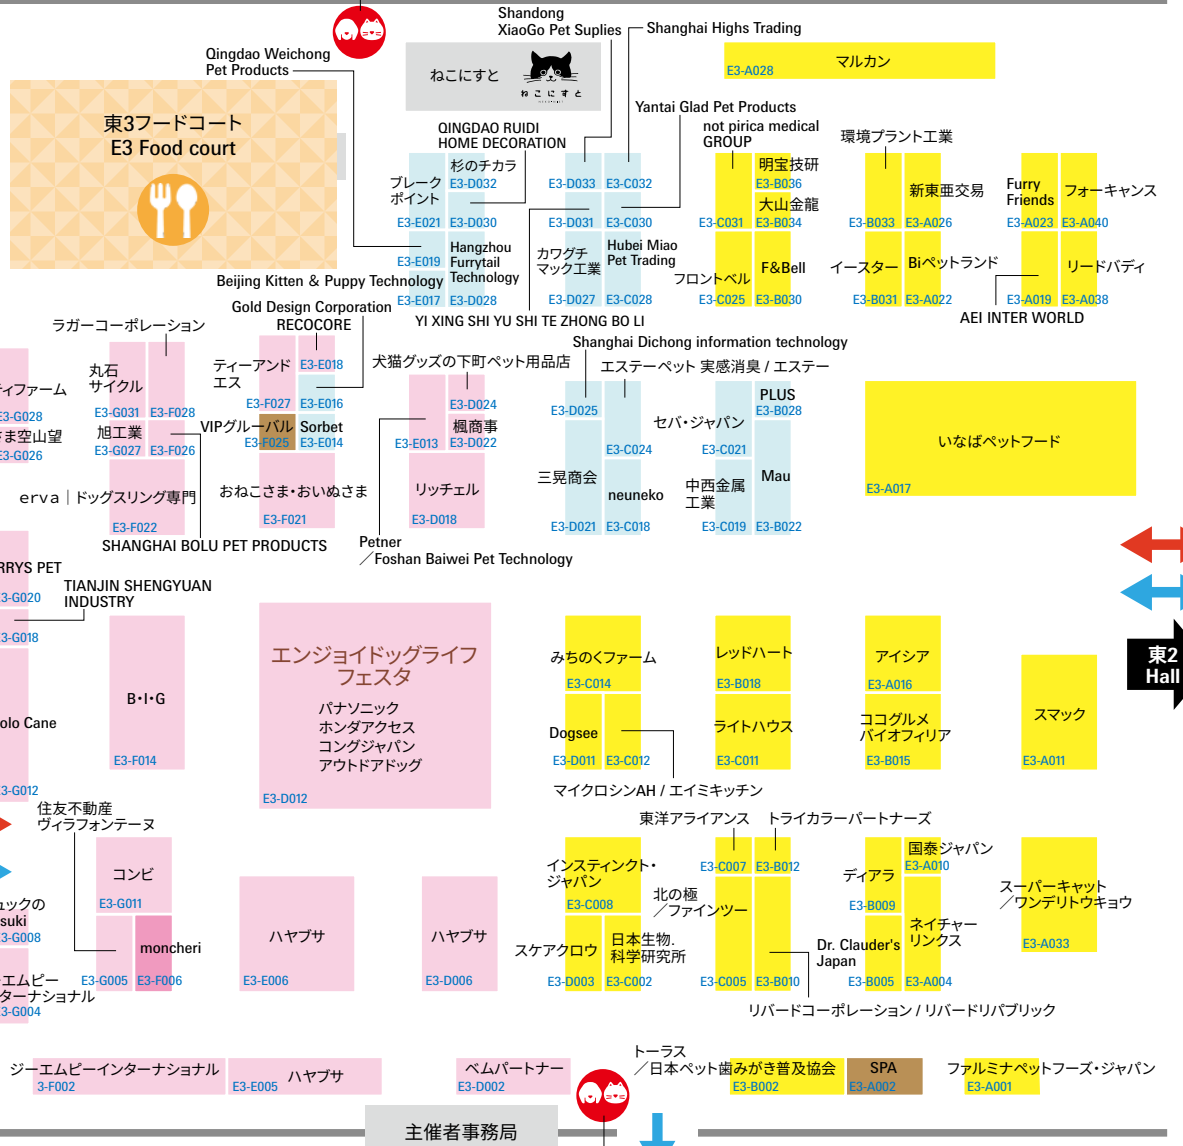 Shandong
XiaoGo Pet Suplies
Shanghai Highs Trading
Qingdao Weichong
Pet Products
ねこにすと
ねこにすと
マルカン
E3-A028
東3フードコート
E3 Food court
Yantai Glad Pet Products
QINGDAO RUIDI
HOME DECORATION
not pirica medical
GROUP
環境プラント工業
ブレーク
ポイント
E3-E021
杉のチカラ
E3-D032
E3-D030
E3-D033
E3-C032
E3-D031
E3-C030
E3-C031
明宝技研
E3-B036
大山金龍
E3-B034
E3-B033
新東亜交易
E3-A026
Furry
Friends
E3-A023
フォーキャンス
E3-A040
E3-E019
Hangzhou
Furrytail
Technology
E3-D028
Beijing Kitten & Puppy Technology
E3-E017
カワグチ
マック工業
E3-D027
Hubei Miao
Pet Trading
E3-C028
フロントベル
E3-C025
F&Bell
E3-B030
イースター
E3-B031
Biペットランド
E3-A022
E3-A019
リードバディ
E3-A038
Gold Design Corporation
RECOCORE
YI XING SHI YU SHI TE ZHONG BO LI
AEI INTER WORLD
ラガーコーポレーション
Shanghai Dichong information technology
ィファーム
E3-G028
さま空山望
E3-G026
丸石
サイクル
E3-G031
E3-F028
旭工業
E3-G027
E3-F026
ティーアンド
エス
E3-F027
E3-E018
E3-E016
VIPグルーバル
E3-F025
Sorbet
E3-E014
犬猫グッズの下町ペット用品店
E3-D024
E3-E013
楓商事
E3-D022
エステーペット 実感消臭 / エステー
E3-D025
E3-C024
セバ・ジャパン
E3-C021
PLUS
E3-B028
いなばペットフード
E3-A017
erva｜ドッグスリング専門
E3-F022
おねこさま・おいぬさま
E3-F021
リッチェル
E3-D018
三晃商会
E3-D021
neuneko
E3-C018
中西金属
工業
E3-C019
Mau
E3-B022
SHANGHAI BOLU PET PRODUCTS
Petner
／Foshan Baiwei Pet Technology
RRYS PET
3-G020
TIANJIN SHENGYUAN
INDUSTRY
3-G018
olo Cane
3-G012
B・I・G
E3-F014
エンジョイドッグライフ
フェスタ
パナソニック
ホンダアクセス
コングジャパン
アウトドアドッグ
E3-D012
みちのくファーム
E3-C014
レッドハート
E3-B018
アイシア
E3-A016
東2
Hall
Dogsee
E3-D011
E3-C012
ライトハウス
E3-C011
ココグルメ
バイオフィリア
E3-B015
スマック
E3-A011
マイクロシンAH / エイミキッチン
住友不動産
ヴィラフォンテーヌ
東洋アライアンス
トライカラーパートナーズ
コンビ
E3-G011
インスティンクト・
ジャパン
E3-C008
E3-C007
E3-B012
ディアラ
E3-B009
国泰ジャパン
E3-A010
スーパーキャット
／ワンデリトウキョウ
E3-A033
ュックの
suki
3-G008
エムピー
ターナショナル
3-G004
E3-G005
moncheri
E3-F006
ハヤブサ
E3-E006
ハヤブサ
E3-D006
スケアクロウ
E3-D003
日本生物.
科学研究所
E3-C002
北の極
／ファインツー
E3-C005
E3-B010
Dr. Clauder's
Japan
E3-B005
ネイチャー
リンクス
E3-A004
リバードコーポレーション / リバードリパブリック
ジーエムピーインターナショナル
3-F002
ハヤブサ
E3-E005
ベムパートナー
E3-D002
トーラス
／日本ペット歯みがき普及協会
E3-B002
SPA
E3-A002
ファルミナペットフーズ・ジャパン
E3-A001
主催者事務局